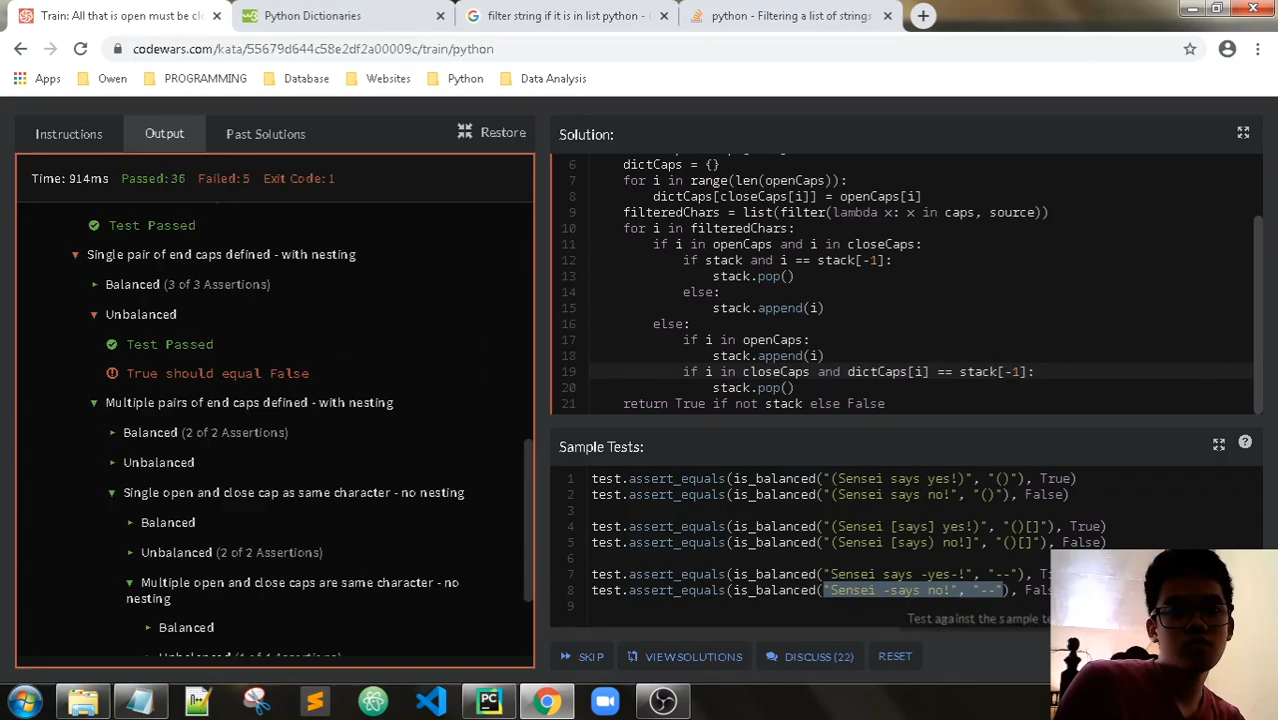 Train: All that is open must be cl
Python Dictionaries
filter string if it is in list python -
python - Filtering a list of strings
codewars.com/kata/55679d644c58e2df2a00009c/train/python
Apps Owen PROGRAMMING Database Websites Python Data Analysis
Instructions Output Past Solutions Restore
Time: 914ms Passed: 36 Failed: 5 Exit Code: 1
Test Passed
Single pair of end caps defined - with nesting
Balanced (3 of 3 Assertions)
Unbalanced
Test Passed
True should equal False
Multiple pairs of end caps defined - with nesting
Balanced (2 of 2 Assertions)
Unbalanced
Single open and close cap as same character - no nesting
Balanced
Unbalanced (2 of 2 Assertions)
Multiple open and close caps are same character - no
nesting
Balanced
Solution:
6 dictCaps = {}
7 for i in range(len(openCaps)):
8 dictCaps[closeCaps[i]] = openCaps[i]
9 filteredChars = list(filter(lambda x: x in caps, source))
10 for i in filteredChars:
11 if i in openCaps and i in closeCaps:
12 if stack and i == stack[-1]:
13 stack.pop()
14 else:
15 stack.append(i)
16 else:
17 if i in openCaps:
18 stack.append(i)
19 if i in closeCaps and dictCaps[i] == stack[-1]:
20 stack.pop()
21 return True if not stack else False
Sample Tests:
1 test.assert_equals(is_balanced("(Sensei says yes!)", "()"), True)
2 test.assert_equals(is_balanced("(Sensei says no!", "()"), False)
3
4 test.assert_equals(is_balanced("(Sensei [says] yes!)", "()[]"), True)
5 test.assert_equals(is_balanced("(Sensei [says) no!]", "()[]"), False)
6
7 test.assert_equals(is_balanced("Sensei says -yes-!", "--"), T
8 test.assert_equals(is_balanced("Sensei -says no!", "--"), Fal
9
Test against the sample te
SKIP VIEW SOLUTIONS DISCUSS (22) RESET
PC